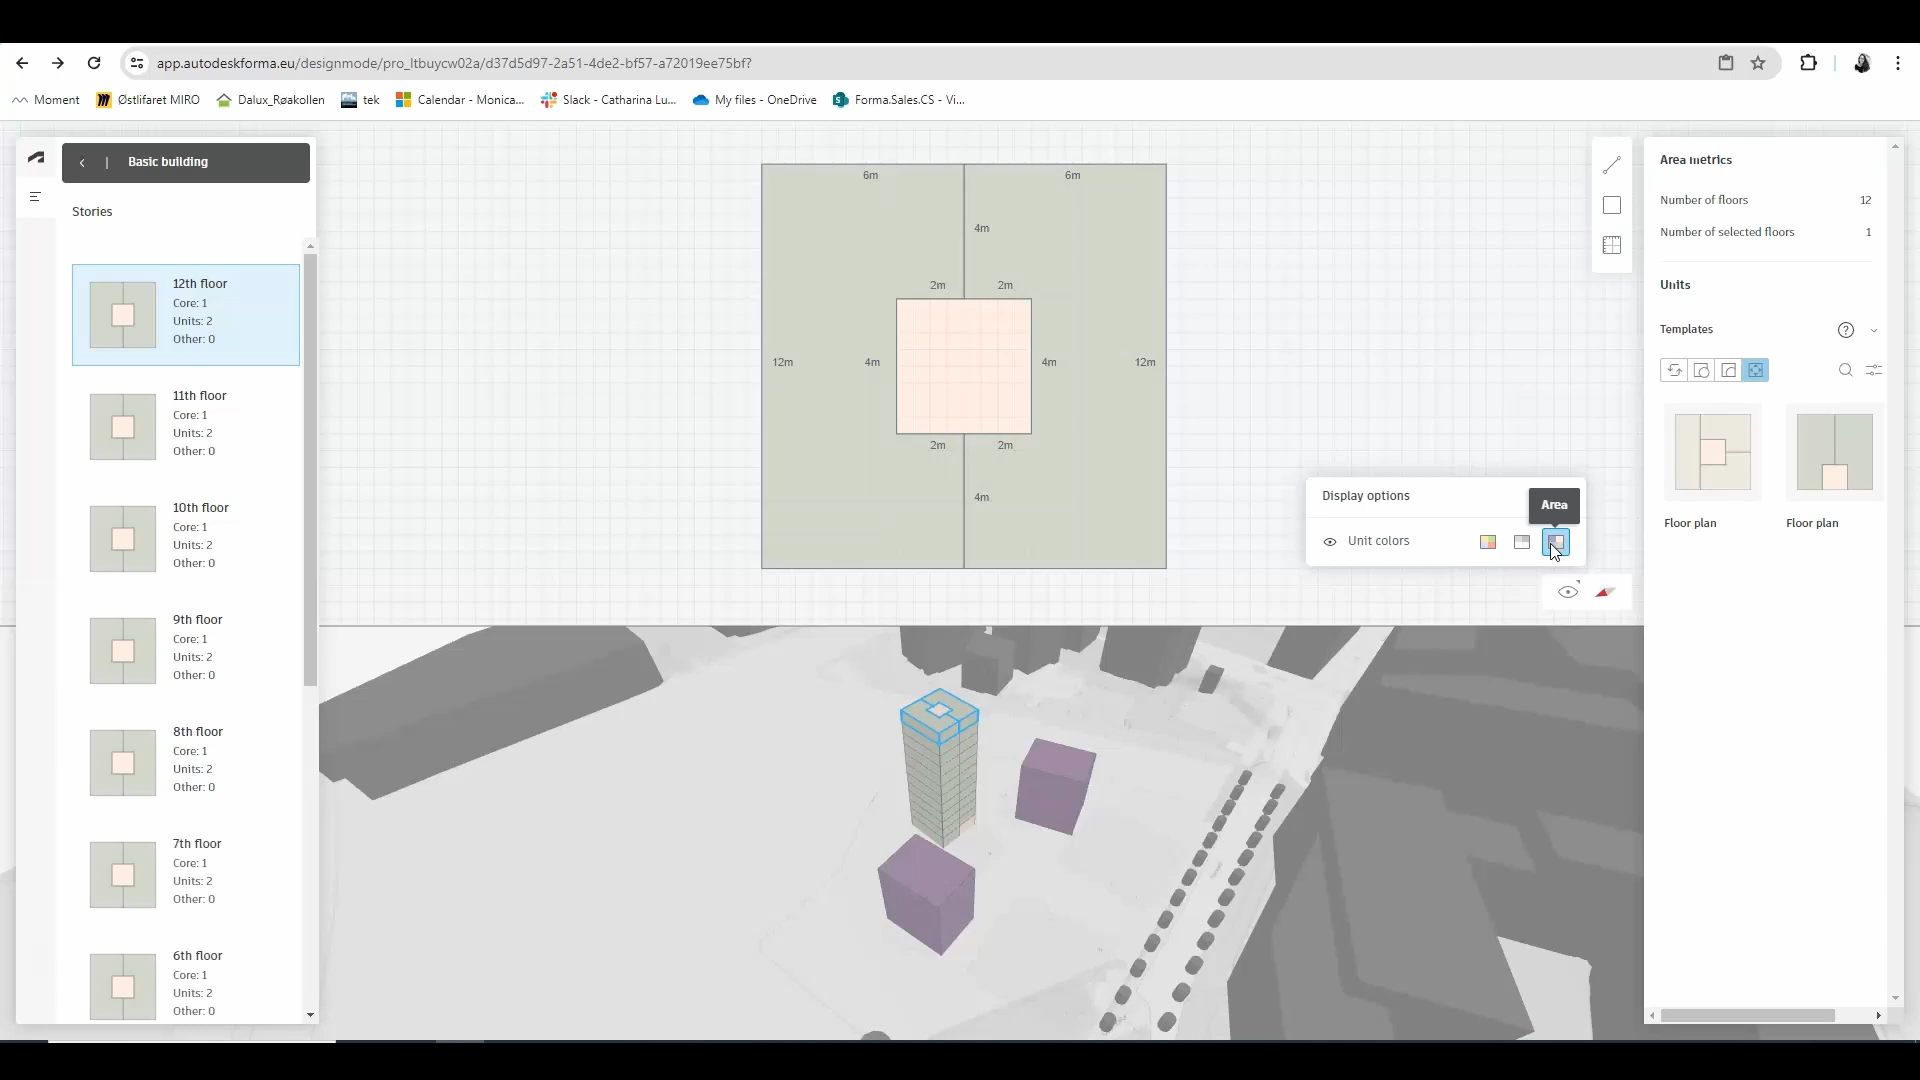 app.autodeskforma.eu/designmode/pro_ltbuycw02a/d37d5d97-2a51-4de2-bf57-a72019ee75bf?
Moment
Østlifaret MIRO
Dalux_Røakollen
tek
Calendar - Monica...
Slack - Catharina Lu...
My files - OneDrive
Forma.Sales.CS - Vi...
Basic building
Stories
12th floor
Core: 1
Units: 2
Other: 0
11th floor
Core: 1
Units: 2
Other: 0
10th floor
Core: 1
Units: 2
Other: 0
9th floor
Core: 1
Units: 2
Other: 0
8th floor
Core: 1
Units: 2
Other: 0
7th floor
Core: 1
Units: 2
Other: 0
6th floor
Core: 1
Units: 2
Other: 0
6m 6m
4m
2m 2m
12m 4m 4m 12m
2m 2m
4m
Display options
Area
Unit colors
Area metrics
Number of floors 12
Number of selected floors 1
Units
Templates
Floor plan Floor plan